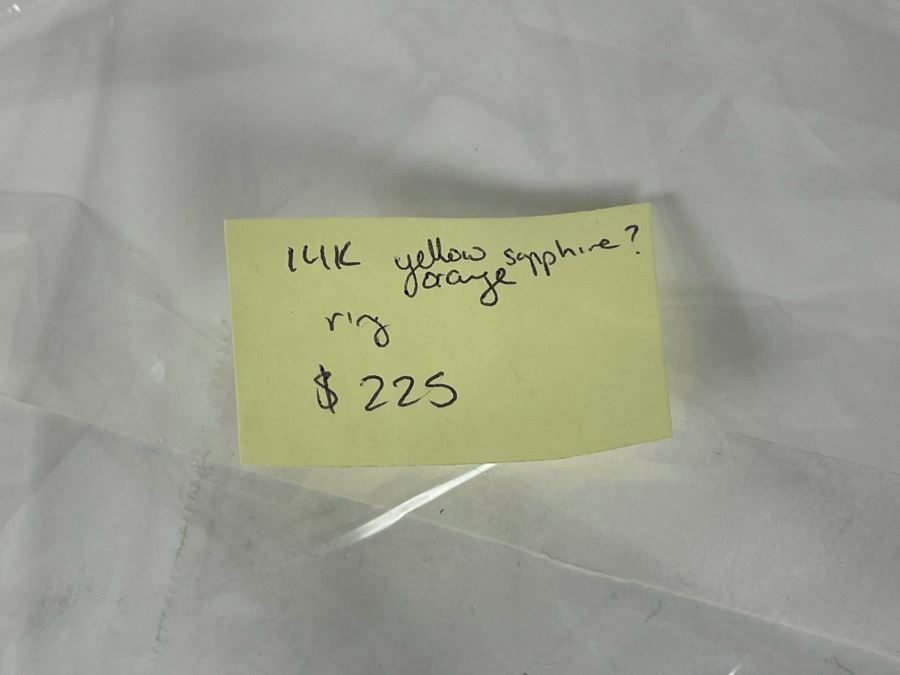 14K yellow sapphire?
orange
ring
$225